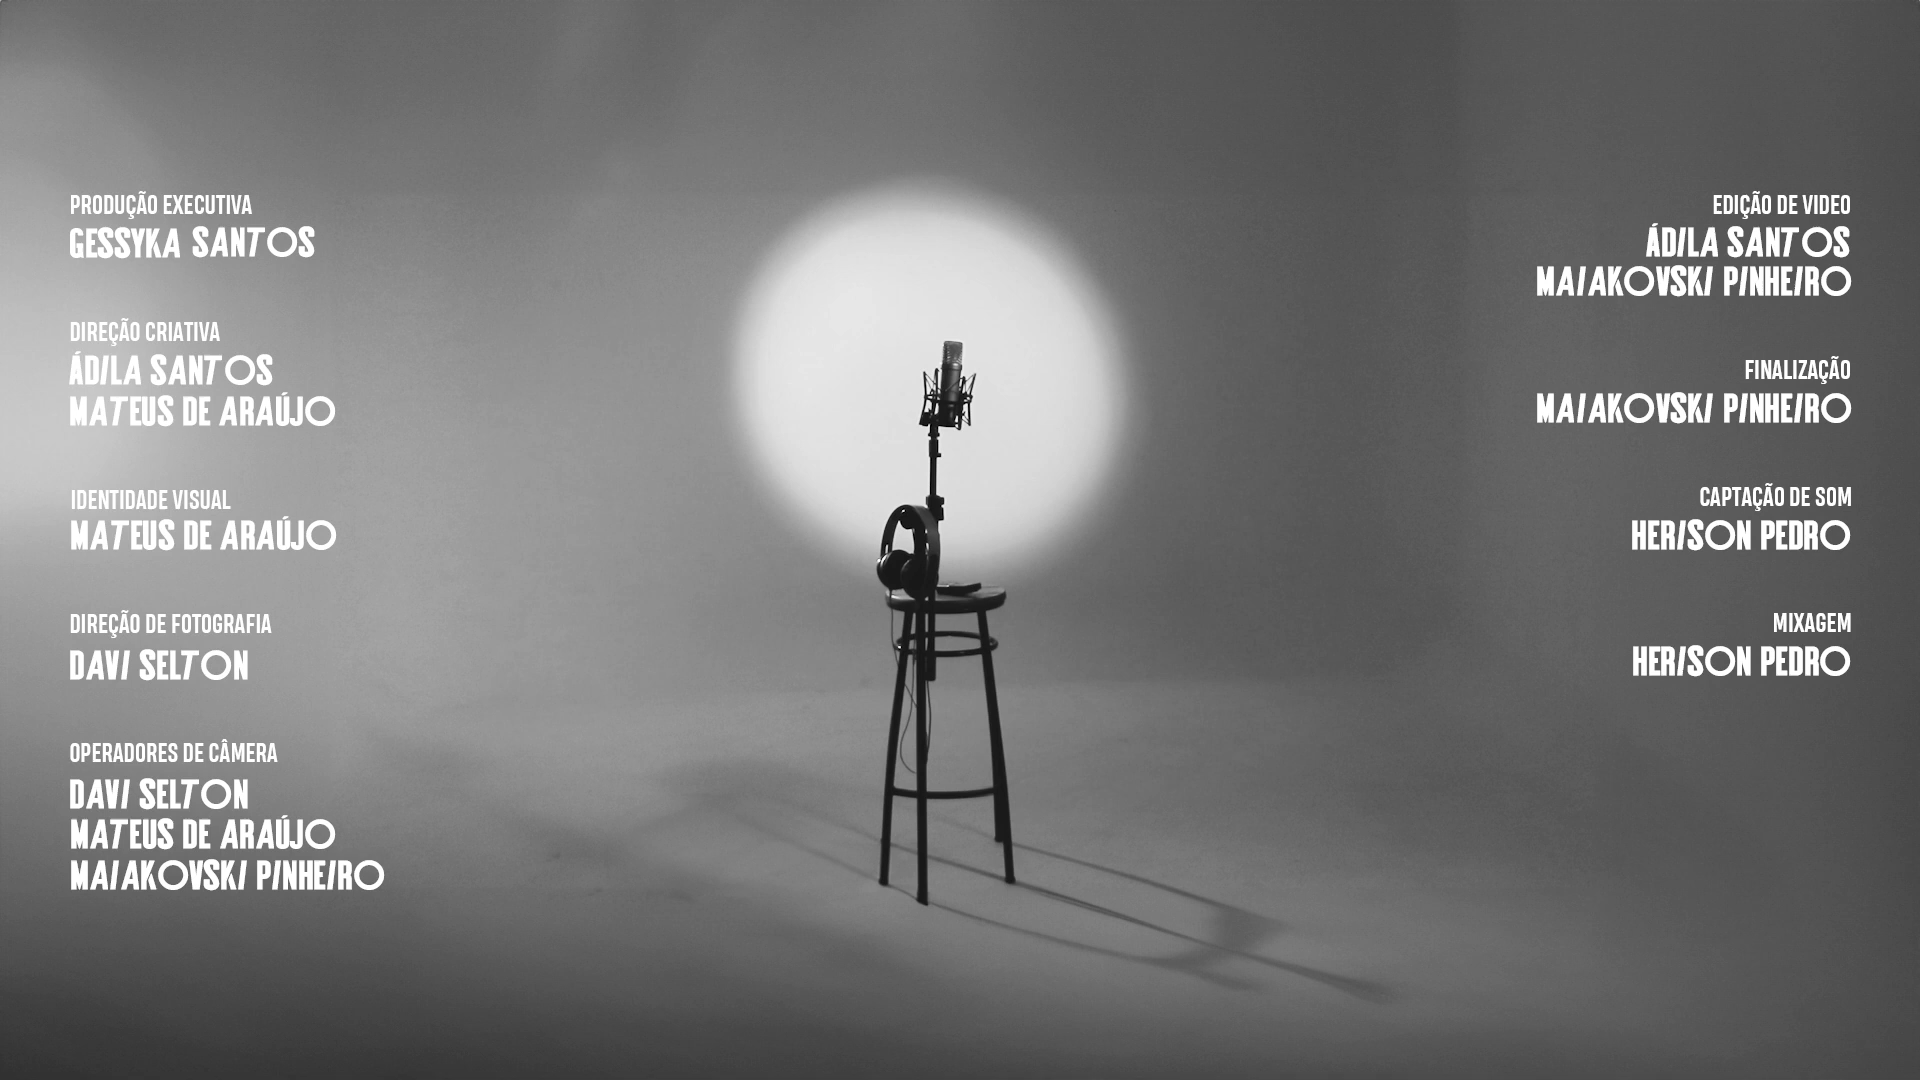 PRODUÇÃO EXECUTIVA
GESSYKA SANTOS
DIREÇÃO CRIATIVA
ÁDILA SANTOS
MATEUS DE ARAÚJO
IDENTIDADE VISUAL
MATEUS DE ARAÚJO
DIREÇÃO DE FOTOGRAFIA
DAVI SELTON
OPERADORES DE CÂMERA
DAVI SELTON
MATEUS DE ARAÚJO
MAIAKOVSKI PINHEIRO
EDIÇÃO DE VIDEO
ÁDILA SANTOS
MAIAKOVSKI PINHEIRO
FINALIZAÇÃO
MAIAKOVSKI PINHEIRO
CAPTAÇÃO DE SOM
HERISON PEDRO
MIXAGEM
HERISON PEDRO